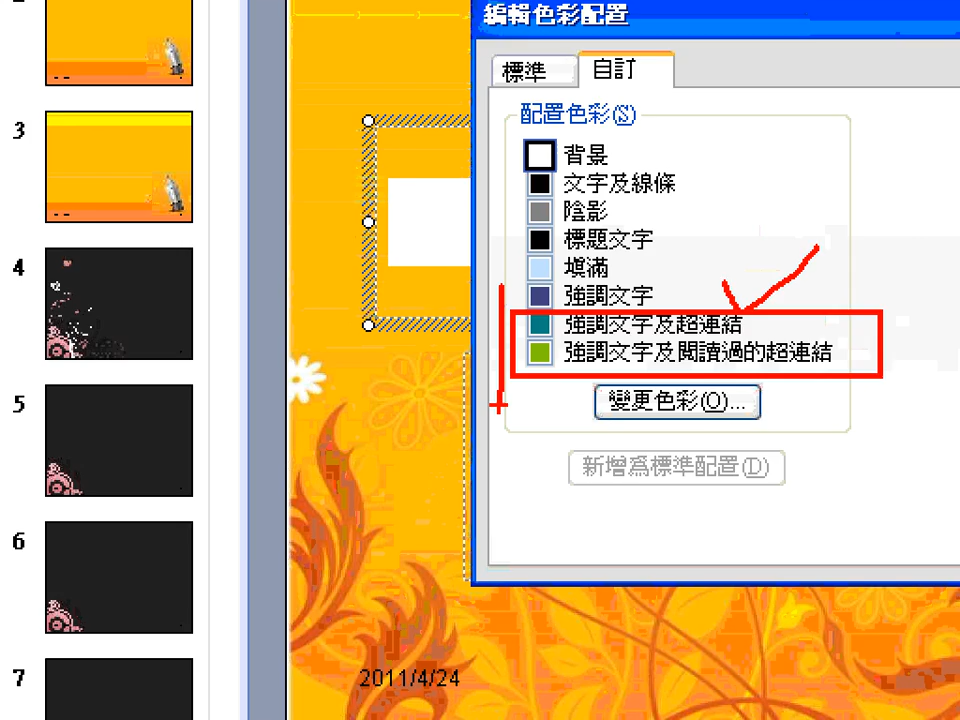 編輯色彩配置
標準 自訂
配置色彩(S)
背景
文字及線條
陰影
標題文字
填滿
強調文字
強調文字及超連結
強調文字及閱讀過的超連結
變更色彩(O)...
新增為標準配置(D)
3
4
5
6
7
2011/4/24